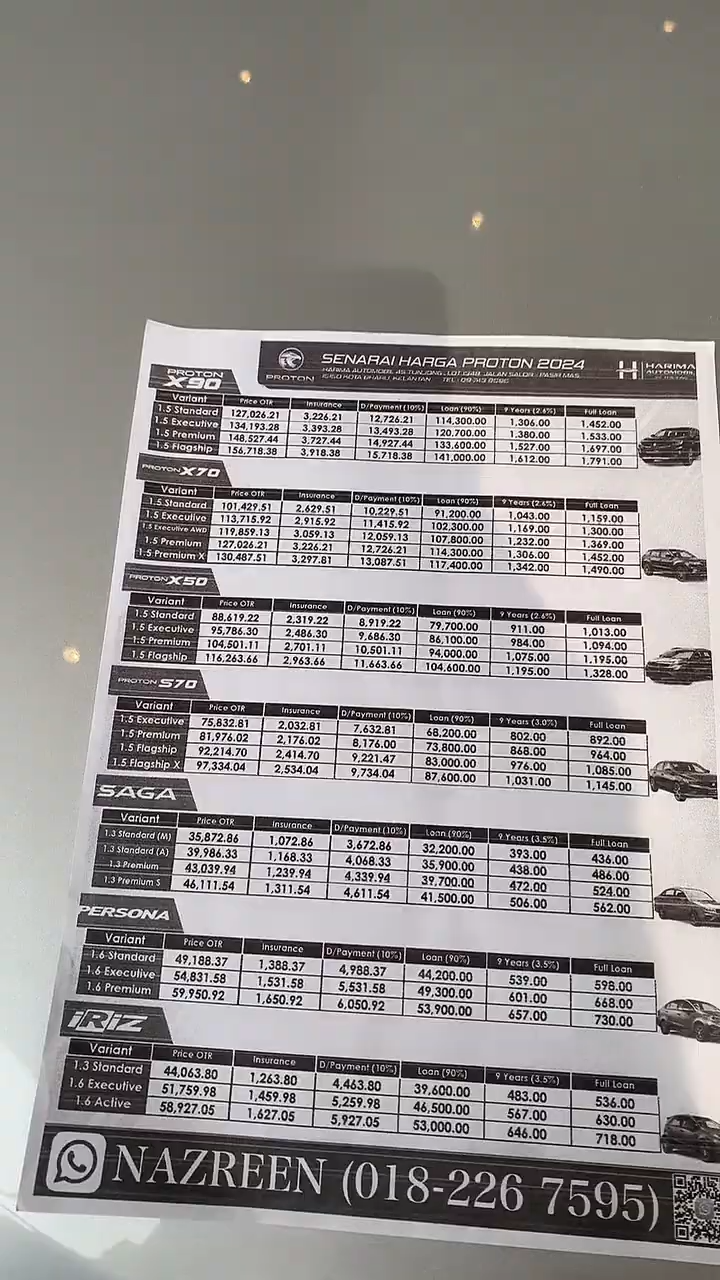 SENARAI HARGA PROTON 2024
PROTON
HARIMA AUTOMOBIL
KOTA BHARU, KELANTAN
PROTON X90
Variant Price OTR Insurance D/Payment (10%) Loan (90%) 9 Years (2.6%) Full Loan
1.5 Standard 127,026.21 3,226.21 12,726.21 114,300.00 1,306.00 1,452.00
1.5 Executive 134,193.28 3,393.28 13,493.28 120,700.00 1,380.00 1,533.00
1.5 Premium 148,527.44 3,727.44 14,927.44 133,600.00 1,527.00 1,697.00
1.5 Flagship 156,718.38 3,918.38 15,718.38 141,000.00 1,612.00 1,791.00
PROTON X70
Variant Price OTR Insurance D/Payment (10%) Loan (90%) 9 Years (2.6%) Full Loan
1.5 Standard 101,429.51 2,629.51 10,229.51 91,200.00 1,043.00 1,159.00
1.5 Executive 113,715.92 2,915.92 11,415.92 102,300.00 1,169.00 1,300.00
1.5 Executive AWD 119,859.13 3,059.13 12,059.13 107,800.00 1,232.00 1,369.00
1.5 Premium 127,026.21 3,226.21 12,726.21 114,300.00 1,306.00 1,452.00
1.5 Premium X 130,487.51 3,297.81 13,087.51 117,400.00 1,342.00 1,490.00
PROTON X50
Variant Price OTR Insurance D/Payment (10%) Loan (90%) 9 Years (2.6%) Full Loan
1.5 Standard 88,619.22 2,319.22 8,919.22 79,700.00 911.00 1,013.00
1.5 Executive 95,786.30 2,486.30 9,686.30 86,100.00 984.00 1,094.00
1.5 Premium 104,501.11 2,701.11 10,501.11 94,000.00 1,075.00 1,195.00
1.5 Flagship 116,263.66 2,963.66 11,663.66 104,600.00 1,195.00 1,328.00
PROTON S70
Variant Price OTR Insurance D/Payment (10%) Loan (90%) 9 Years (3.0%) Full Loan
1.5 Executive 75,832.81 2,032.81 7,632.81 68,200.00 802.00 892.00
1.5 Premium 81,976.02 2,176.02 8,176.00 73,800.00 868.00 964.00
1.5 Flagship 92,214.70 2,414.70 9,221.47 83,000.00 976.00 1,085.00
1.5 Flagship X 97,334.04 2,534.04 9,734.04 87,600.00 1,031.00 1,145.00
SAGA
Variant Price OTR Insurance D/Payment (10%) Loan (90%) 9 Years (3.5%) Full Loan
1.3 Standard (M) 35,872.86 1,072.86 3,672.86 32,200.00 393.00 436.00
1.3 Standard (A) 39,986.33 1,168.33 4,068.33 35,900.00 438.00 486.00
1.3 Premium 43,039.94 1,239.94 4,339.94 39,700.00 472.00 524.00
1.3 Premium S 46,111.54 1,311.54 4,611.54 41,500.00 506.00 562.00
PERSONA
Variant Price OTR Insurance D/Payment (10%) Loan (90%) 9 Years (3.5%) Full Loan
1.6 Standard 49,188.37 1,388.37 4,988.37 44,200.00 539.00 598.00
1.6 Executive 54,831.58 1,531.58 5,531.58 49,300.00 601.00 668.00
1.6 Premium 59,950.92 1,650.92 6,050.92 53,900.00 657.00 730.00
IRIZ
Variant Price OTR Insurance D/Payment (10%) Loan (90%) 9 Years (3.5%) Full Loan
1.3 Standard 44,063.80 1,263.80 4,463.80 39,600.00 483.00 536.00
1.6 Executive 51,759.98 1,459.98 5,259.98 46,500.00 567.00 630.00
1.6 Active 58,927.05 1,627.05 5,927.05 53,000.00 646.00 718.00
NAZREEN (018-226 7595)